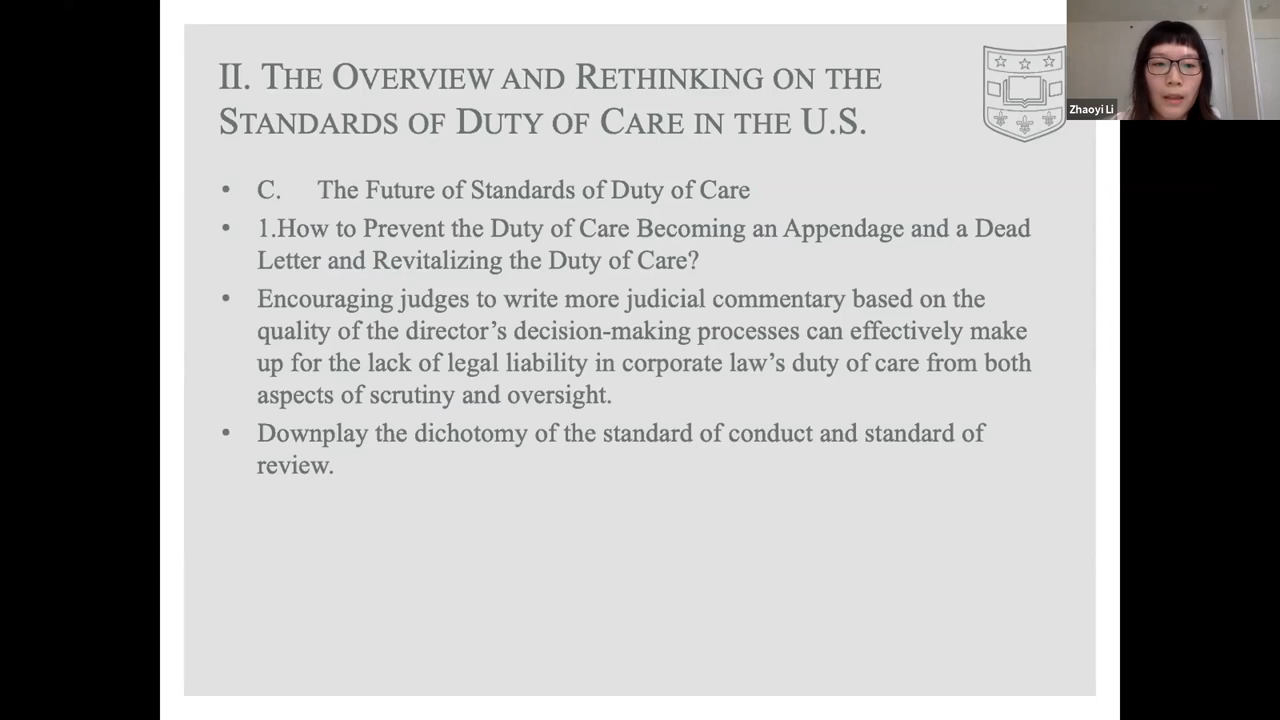 II. THE OVERVIEW AND RETHINKING ON THE
STANDARDS OF DUTY OF CARE IN THE U.S.
Zhaoyi Li
• C. The Future of Standards of Duty of Care
• 1.How to Prevent the Duty of Care Becoming an Appendage and a Dead
Letter and Revitalizing the Duty of Care?
• Encouraging judges to write more judicial commentary based on the
quality of the director’s decision-making processes can effectively make
up for the lack of legal liability in corporate law’s duty of care from both
aspects of scrutiny and oversight.
• Downplay the dichotomy of the standard of conduct and standard of
review.